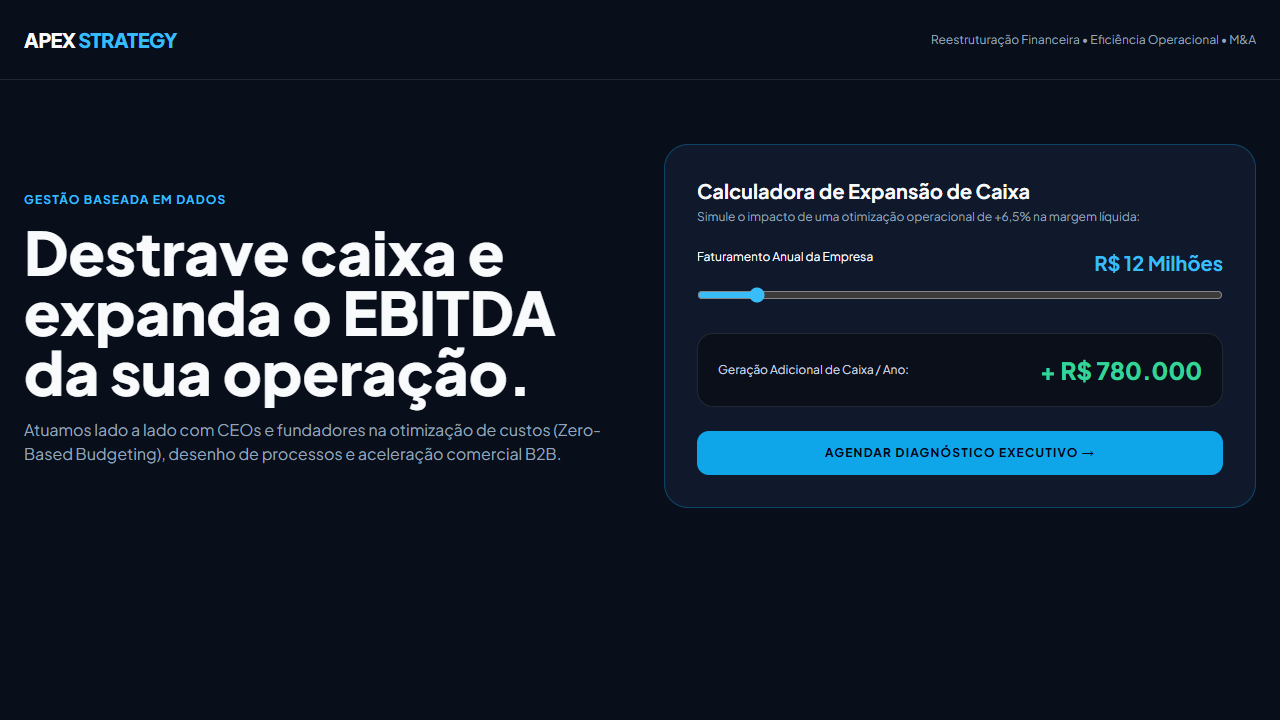 APEX STRATEGY
Reestruturação Financeira • Eficiência Operacional • M&A
GESTÃO BASEADA EM DADOS
Destrave caixa e
expanda o EBITDA
da sua operação.
Atuamos lado a lado com CEOs e fundadores na otimização de custos (Zero-
Based Budgeting), desenho de processos e aceleração comercial B2B.
Calculadora de Expansão de Caixa
Simule o impacto de uma otimização operacional de +6,5% na margem líquida:
Faturamento Anual da Empresa
R$ 12 Milhões
Geração Adicional de Caixa / Ano:
+ R$ 780.000
AGENDAR DIAGNÓSTICO EXECUTIVO →